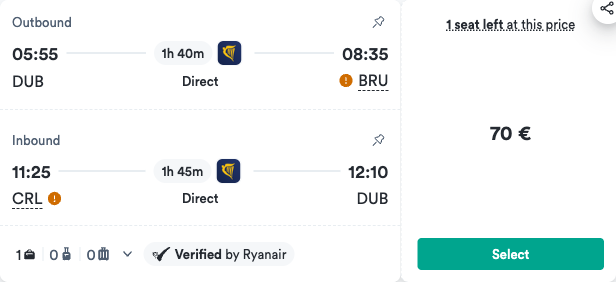 Outbound
1 seat left at this price
05:55 1h 40m 08:35
DUB Direct BRU
70 €
Inbound
11:25 1h 45m 12:10
CRL Direct DUB
1 0 0 Verified by Ryanair
Select